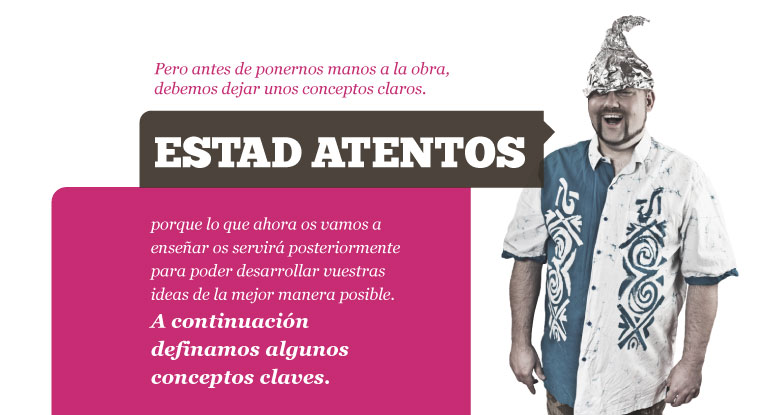 Pero antes de ponernos manos a la obra,
debemos dejar unos conceptos claros.
ESTAD ATENTOS
porque lo que ahora os vamos a
enseñar os servirá posteriormente
para poder desarrollar vuestras
ideas de la mejor manera posible.
A continuación
definamos algunos
conceptos claves.